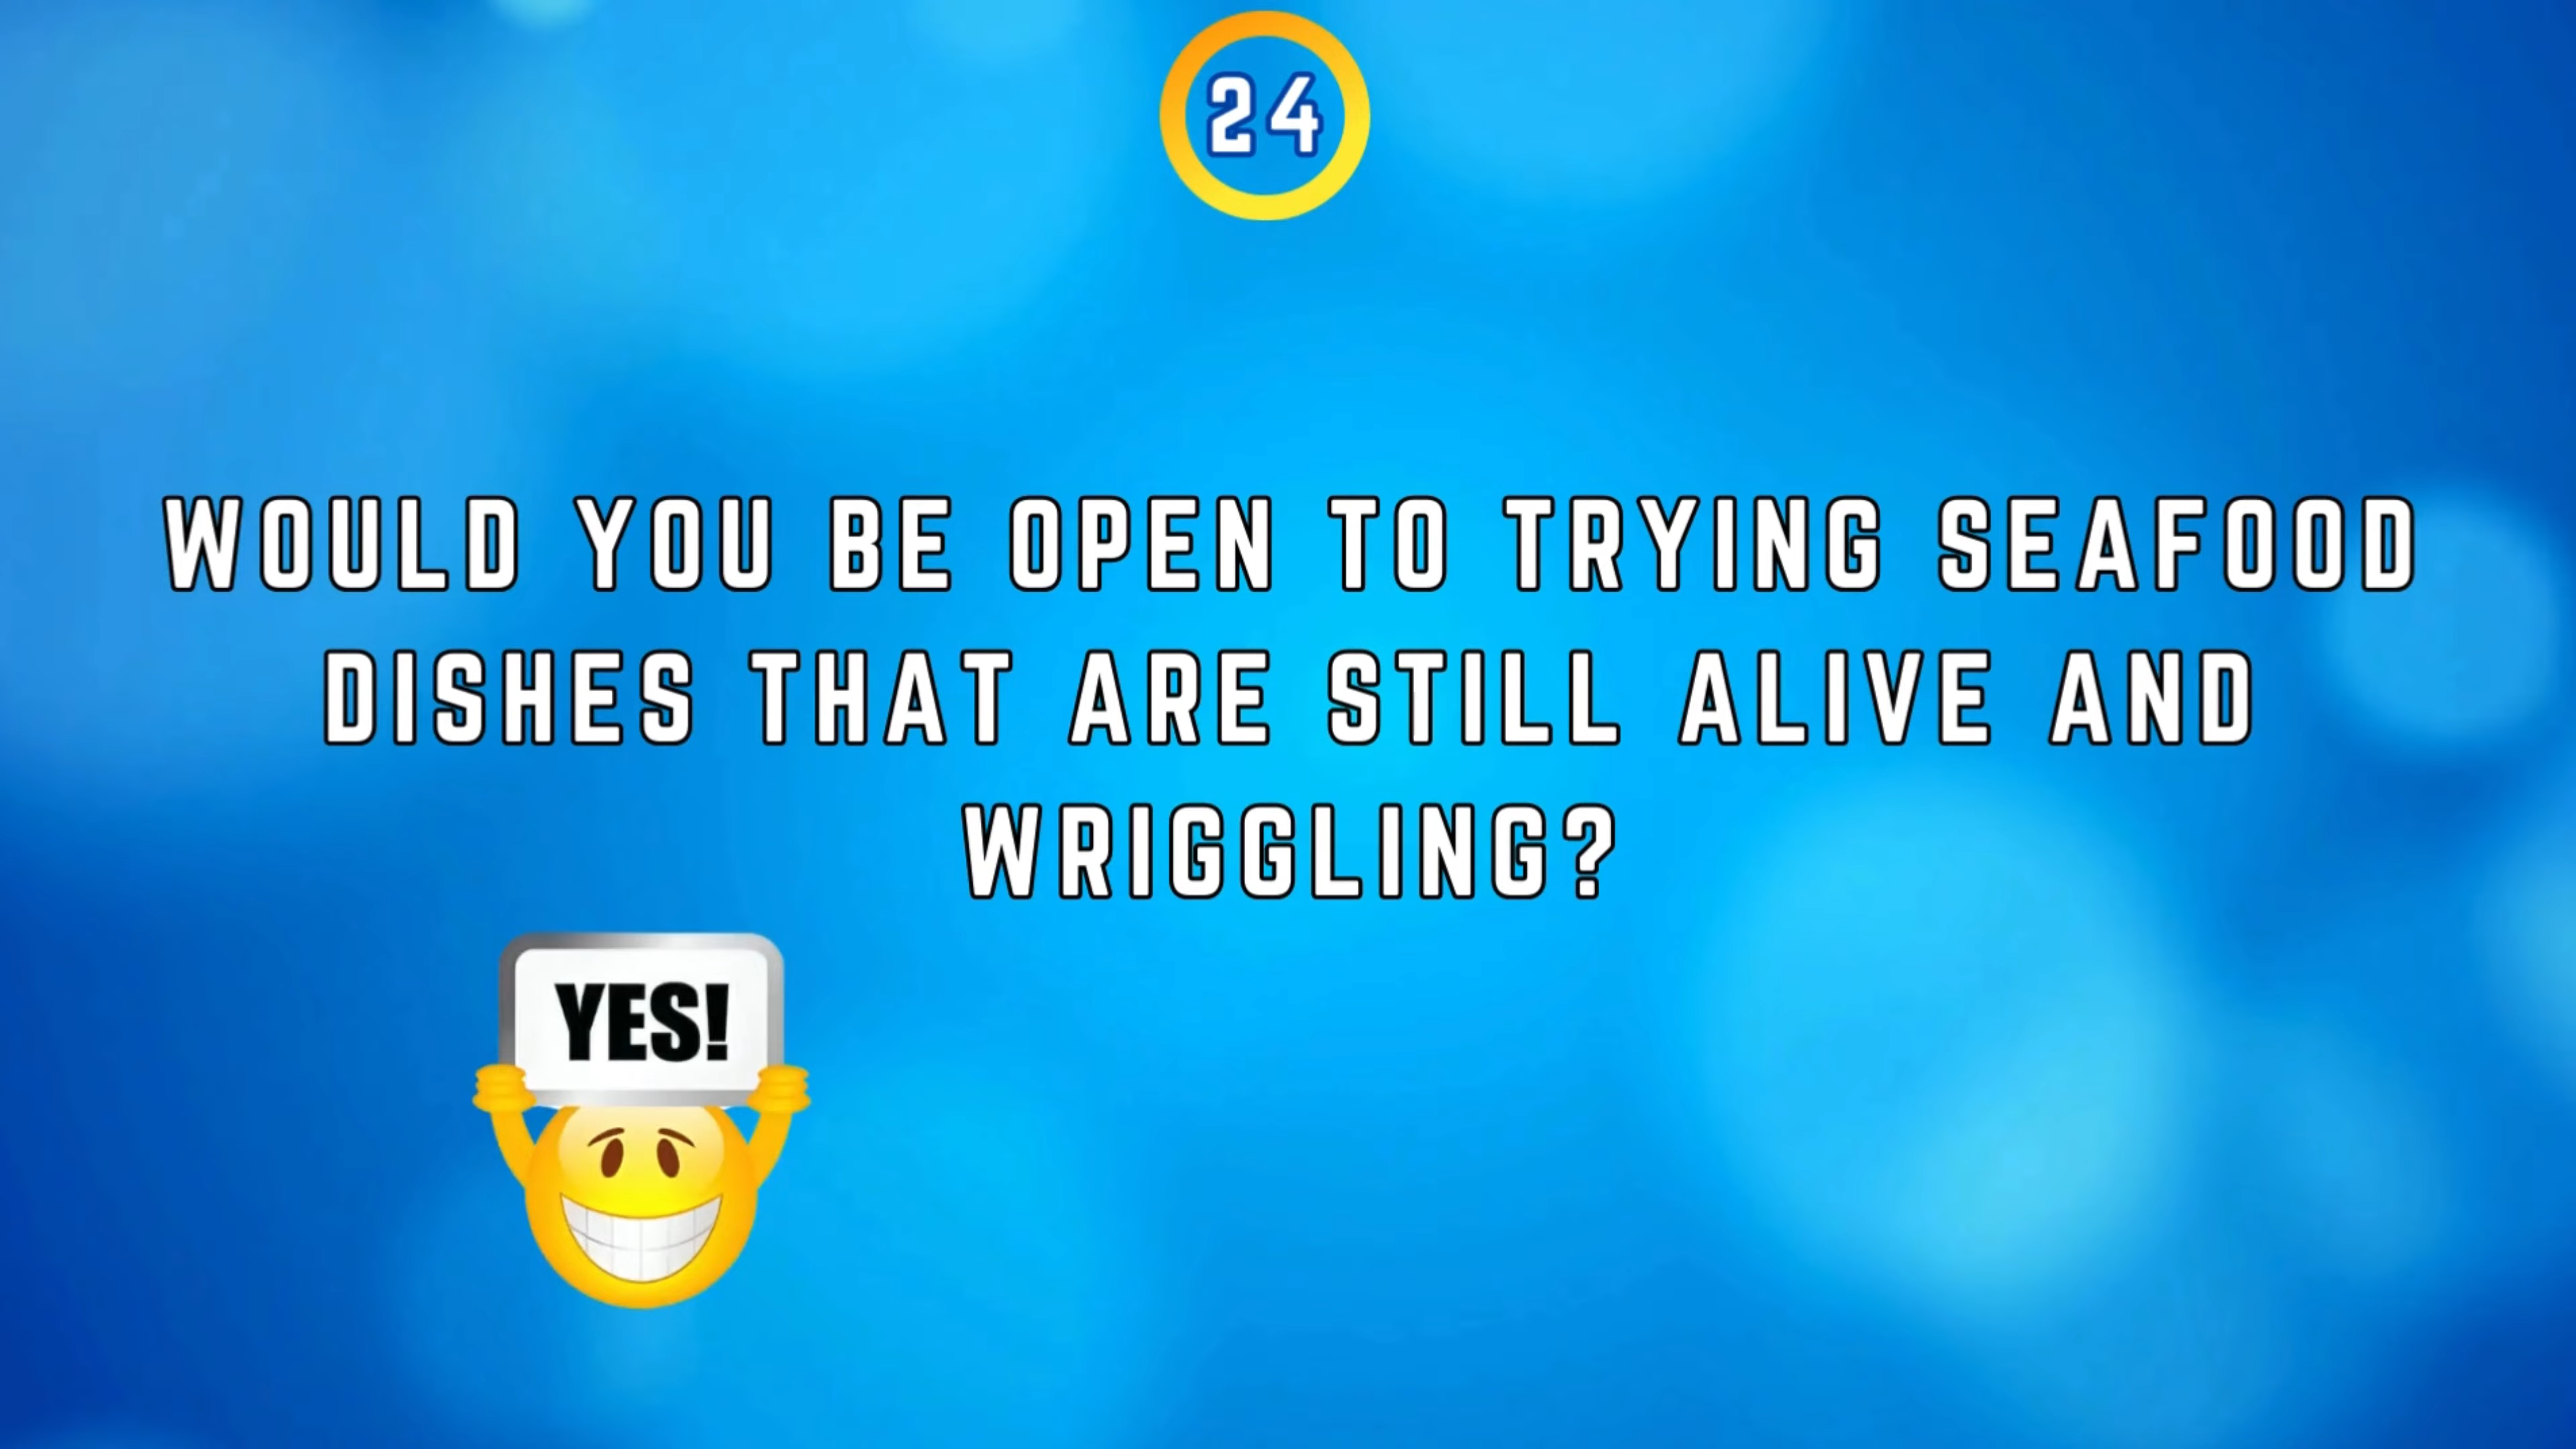 24
WOULD YOU BE OPEN TO TRYING SEAFOOD
DISHES THAT ARE STILL ALIVE AND
WRIGGLING?
YES!